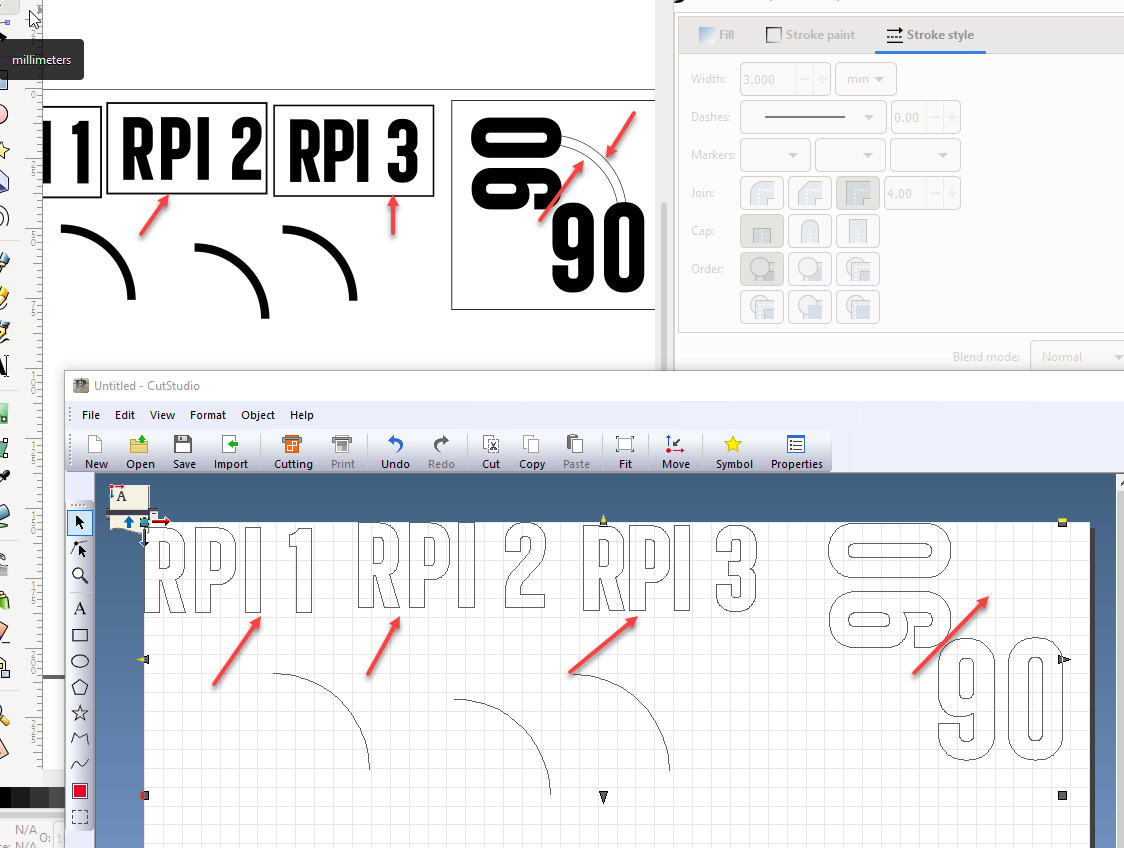 Fill Stroke paint Stroke style
millimeters
Width: 3.000 mm
Dashes: 0.00
Markers:
Join: 4.00
Cap:
Order:
1 RPI 2 RPI 3
90
90
Blend mode: Normal
Untitled - CutStudio
File Edit View Format Object Help
New Open Save Import Cutting Print Undo Redo Cut Copy Paste Fit Move Symbol Properties
A
RPI 1 RPI 2 RPI 3
90
90
A
N/A O:
N/A